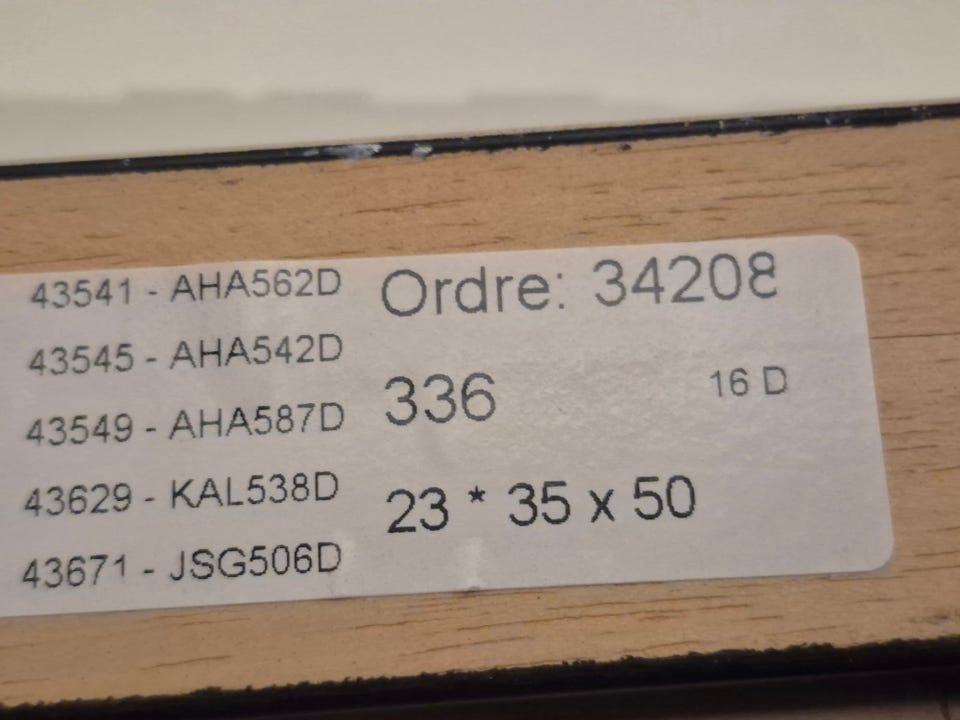 43541 - AHA562D
43545 - AHA542D
43549 - AHA587D
43629 - KAL538D
43671 - JSG506D
Ordre: 34208
336 16 D
23 * 35 x 50